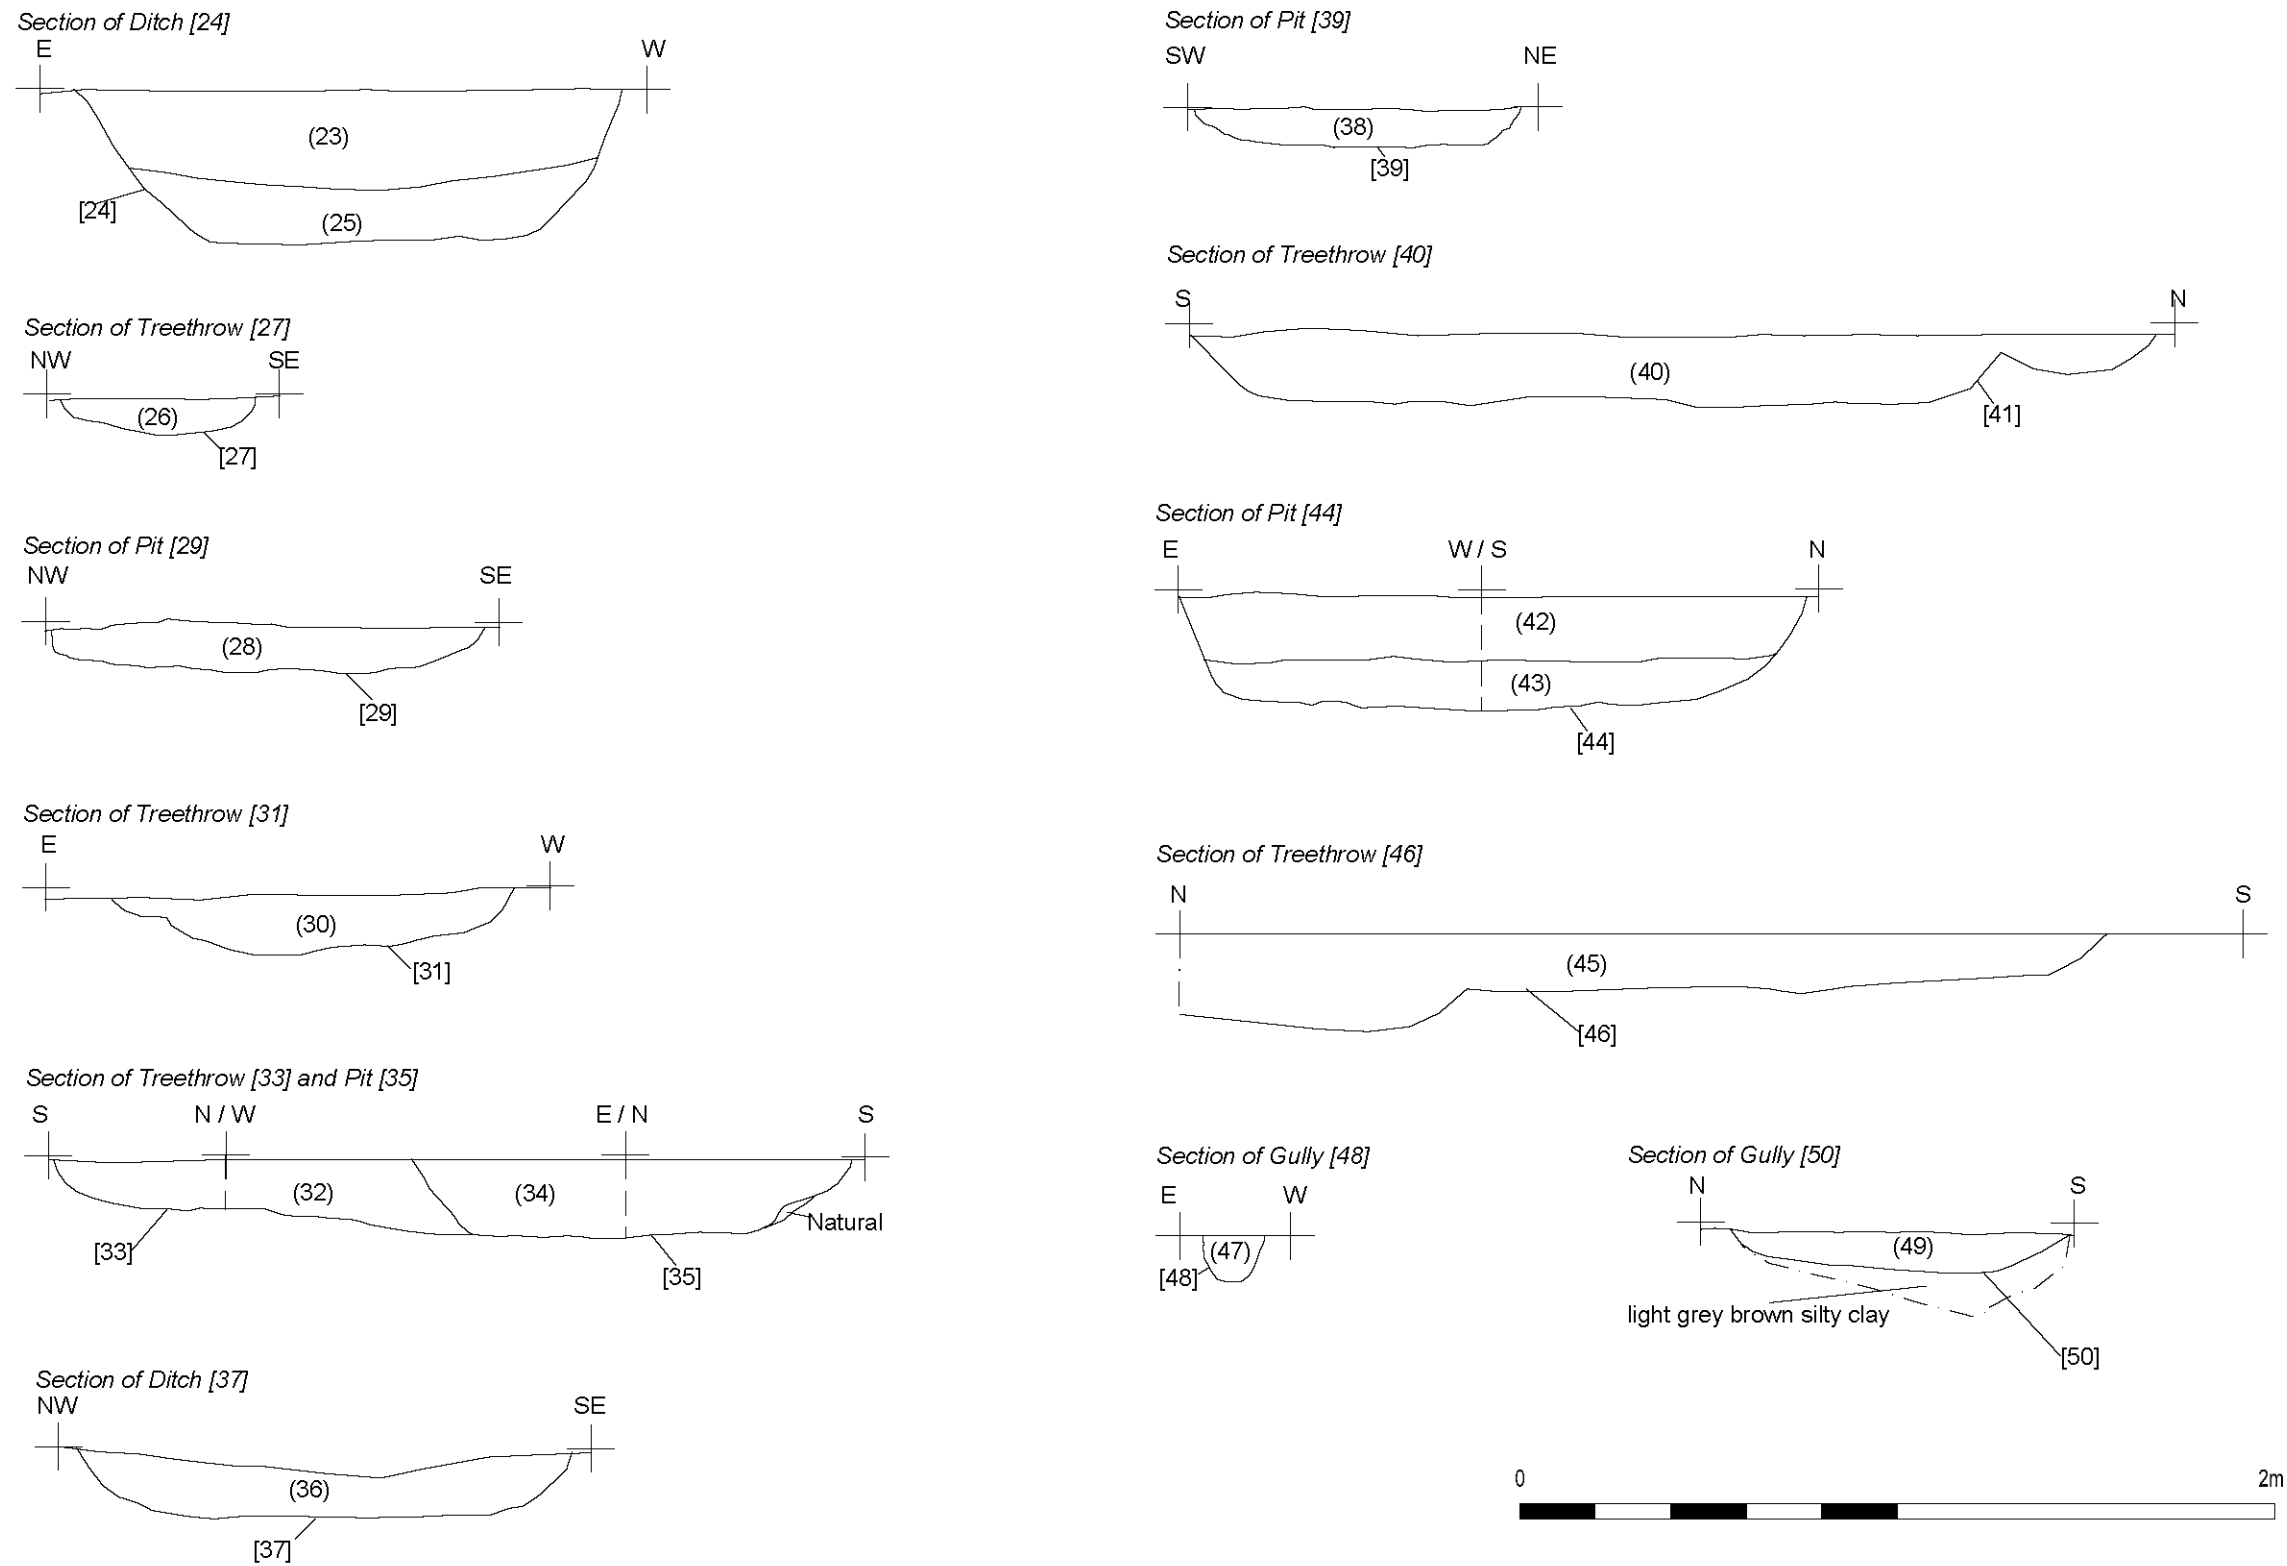 Section of Ditch [24]
E W
(23)
[24]
(25)
Section of Treethrow [27]
NW SE
(26)
[27]
Section of Pit [29]
NW SE
(28)
[29]
Section of Treethrow [31]
E W
(30)
[31]
Section of Treethrow [33] and Pit [35]
S N / W E / N S
(32) (34)
Natural
[33]
[35]
Section of Ditch [37]
NW SE
(36)
[37]
Section of Pit [39]
SW NE
(38)
[39]
Section of Treethrow [40]
S N
(40)
[41]
Section of Pit [44]
E W / S N
(42)
(43)
[44]
Section of Treethrow [46]
N S
(45)
[46]
Section of Gully [48]
E W
(47)
[48]
Section of Gully [50]
N S
(49)
light grey brown silty clay
[50]
0 2m